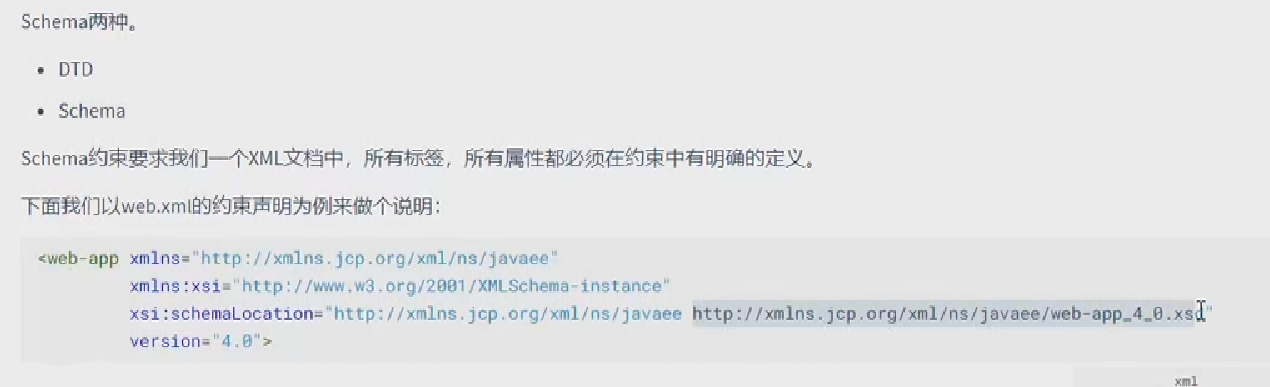 Schema两种。
DTD
Schema
Schema约束要求我们一个XML文档中，所有标签，所有属性都必须在约束中有明确的定义。
下面我们以web.xml的约束声明为例来做个说明：
<web-app xmlns="http://xmlns.jcp.org/xml/ns/javaee"
xmlns:xsi="http://www.w3.org/2001/XMLSchema-instance"
xsi:schemaLocation="http://xmlns.jcp.org/xml/ns/javaee http://xmlns.jcp.org/xml/ns/javaee/web-app_4_0.xsd"
version="4.0">
xml